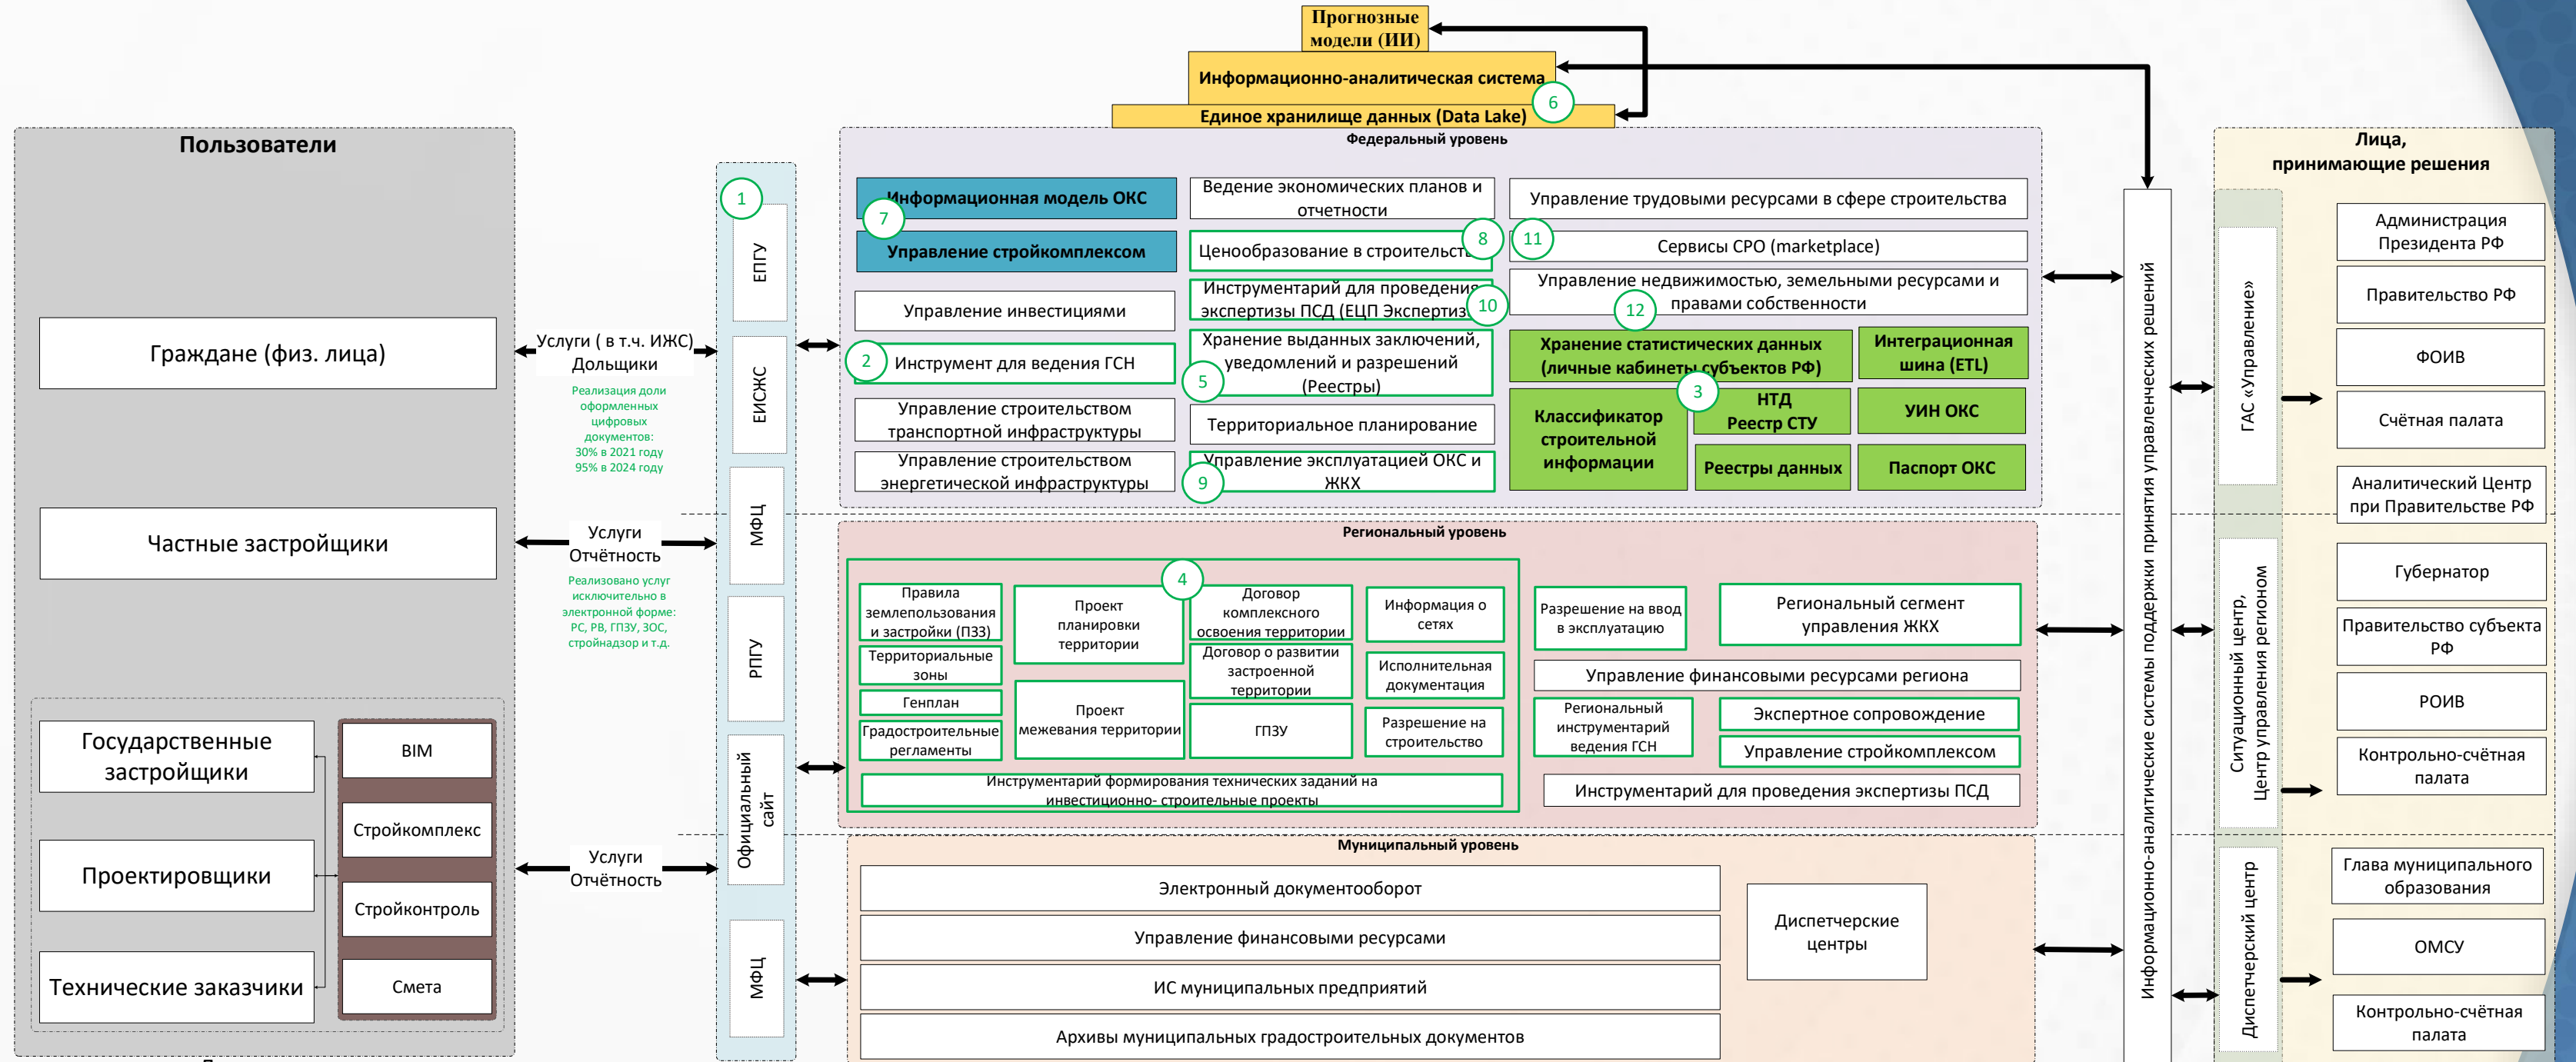 Прогнозные
модели (ИИ)
Информационно-аналитическая система
6
Единое хранилище данных (Data Lake)
Пользователи
Граждане (физ. лица)
Частные застройщики
Государственные
застройщики
Проектировщики
Технические заказчики
BIM
Стройкомплекс
Стройконтроль
Смета
Услуги ( в т.ч. ИЖС)
Дольщики
Реализация доли
оформленных
цифровых
документов:
30% в 2021 году
95% в 2024 году
Услуги
Отчётность
Реализовано услуг
исключительно в
электронной форме:
РС, РВ, ГПЗУ, ЗОС,
стройнадзор и т.д.
Услуги
Отчётность
1
ЕПГУ
ЕИСЖС
МФЦ
РПГУ
Официальный
сайт
МФЦ
Федеральный уровень
Информационная модель ОКС
7
Управление стройкомплексом
Управление инвестициями
2
Инструмент для ведения ГСН
Управление строительством
транспортной инфраструктуры
Управление строительством
энергетической инфраструктуры
Ведение экономических планов и
отчетности
8
Ценообразование в строительст
Инструментарий для проведения
экспертизы ПСД (ЕЦП Экспертиз
10
Хранение выданных заключений,
уведомлений и разрешений
(Реестры)
5
Территориальное планирование
Управление эксплуатацией ОКС и
ЖКХ
9
Управление трудовыми ресурсами в сфере строительства
11
Сервисы СРО (marketplace)
Управление недвижимостью, земельными ресурсами и
правами собственности
12
Хранение статистических данных
(личные кабинеты субъектов РФ)
Интеграционная
шина (ETL)
3
Классификатор
строительной
информации
НТД
Реестр СТУ
УИН ОКС
Реестры данных
Паспорт ОКС
Региональный уровень
4
Правила
землепользования
и застройки (ПЗЗ)
Территориальные
зоны
Генплан
Градостроительные
регламенты
Проект
планировки
территории
Проект
межевания территории
Договор
комплексного
освоения территории
Договор о развитии
застроенной
территории
ГПЗУ
Информация о
сетях
Исполнительная
документация
Разрешение на
строительство
Инструментарий формирования технических заданий на
инвестиционно- строительные проекты
Разрешение на ввод
в эксплуатацию
Региональный сегмент
управления ЖКХ
Управление финансовыми ресурсами региона
Региональный
инструментарий
ведения ГСН
Экспертное сопровождение
Управление стройкомплексом
Инструментарий для проведения экспертизы ПСД
Муниципальный уровень
Электронный документооборот
Управление финансовыми ресурсами
ИС муниципальных предприятий
Архивы муниципальных градостроительных документов
Диспетчерские
центры
Информационно-аналитические системы поддержки принятия управленческих решений
Лица,
принимающие решения
ГАС «Управление»
Администрация
Президента РФ
Правительство РФ
ФОИВ
Счётная палата
Аналитический Центр
при Правительстве РФ
Ситуационный центр,
Центр управления регионом
Губернатор
Правительство субъекта
РФ
РОИВ
Контрольно-счётная
палата
Диспетчерский центр
Глава муниципального
образования
ОМСУ
Контрольно-счётная
палата